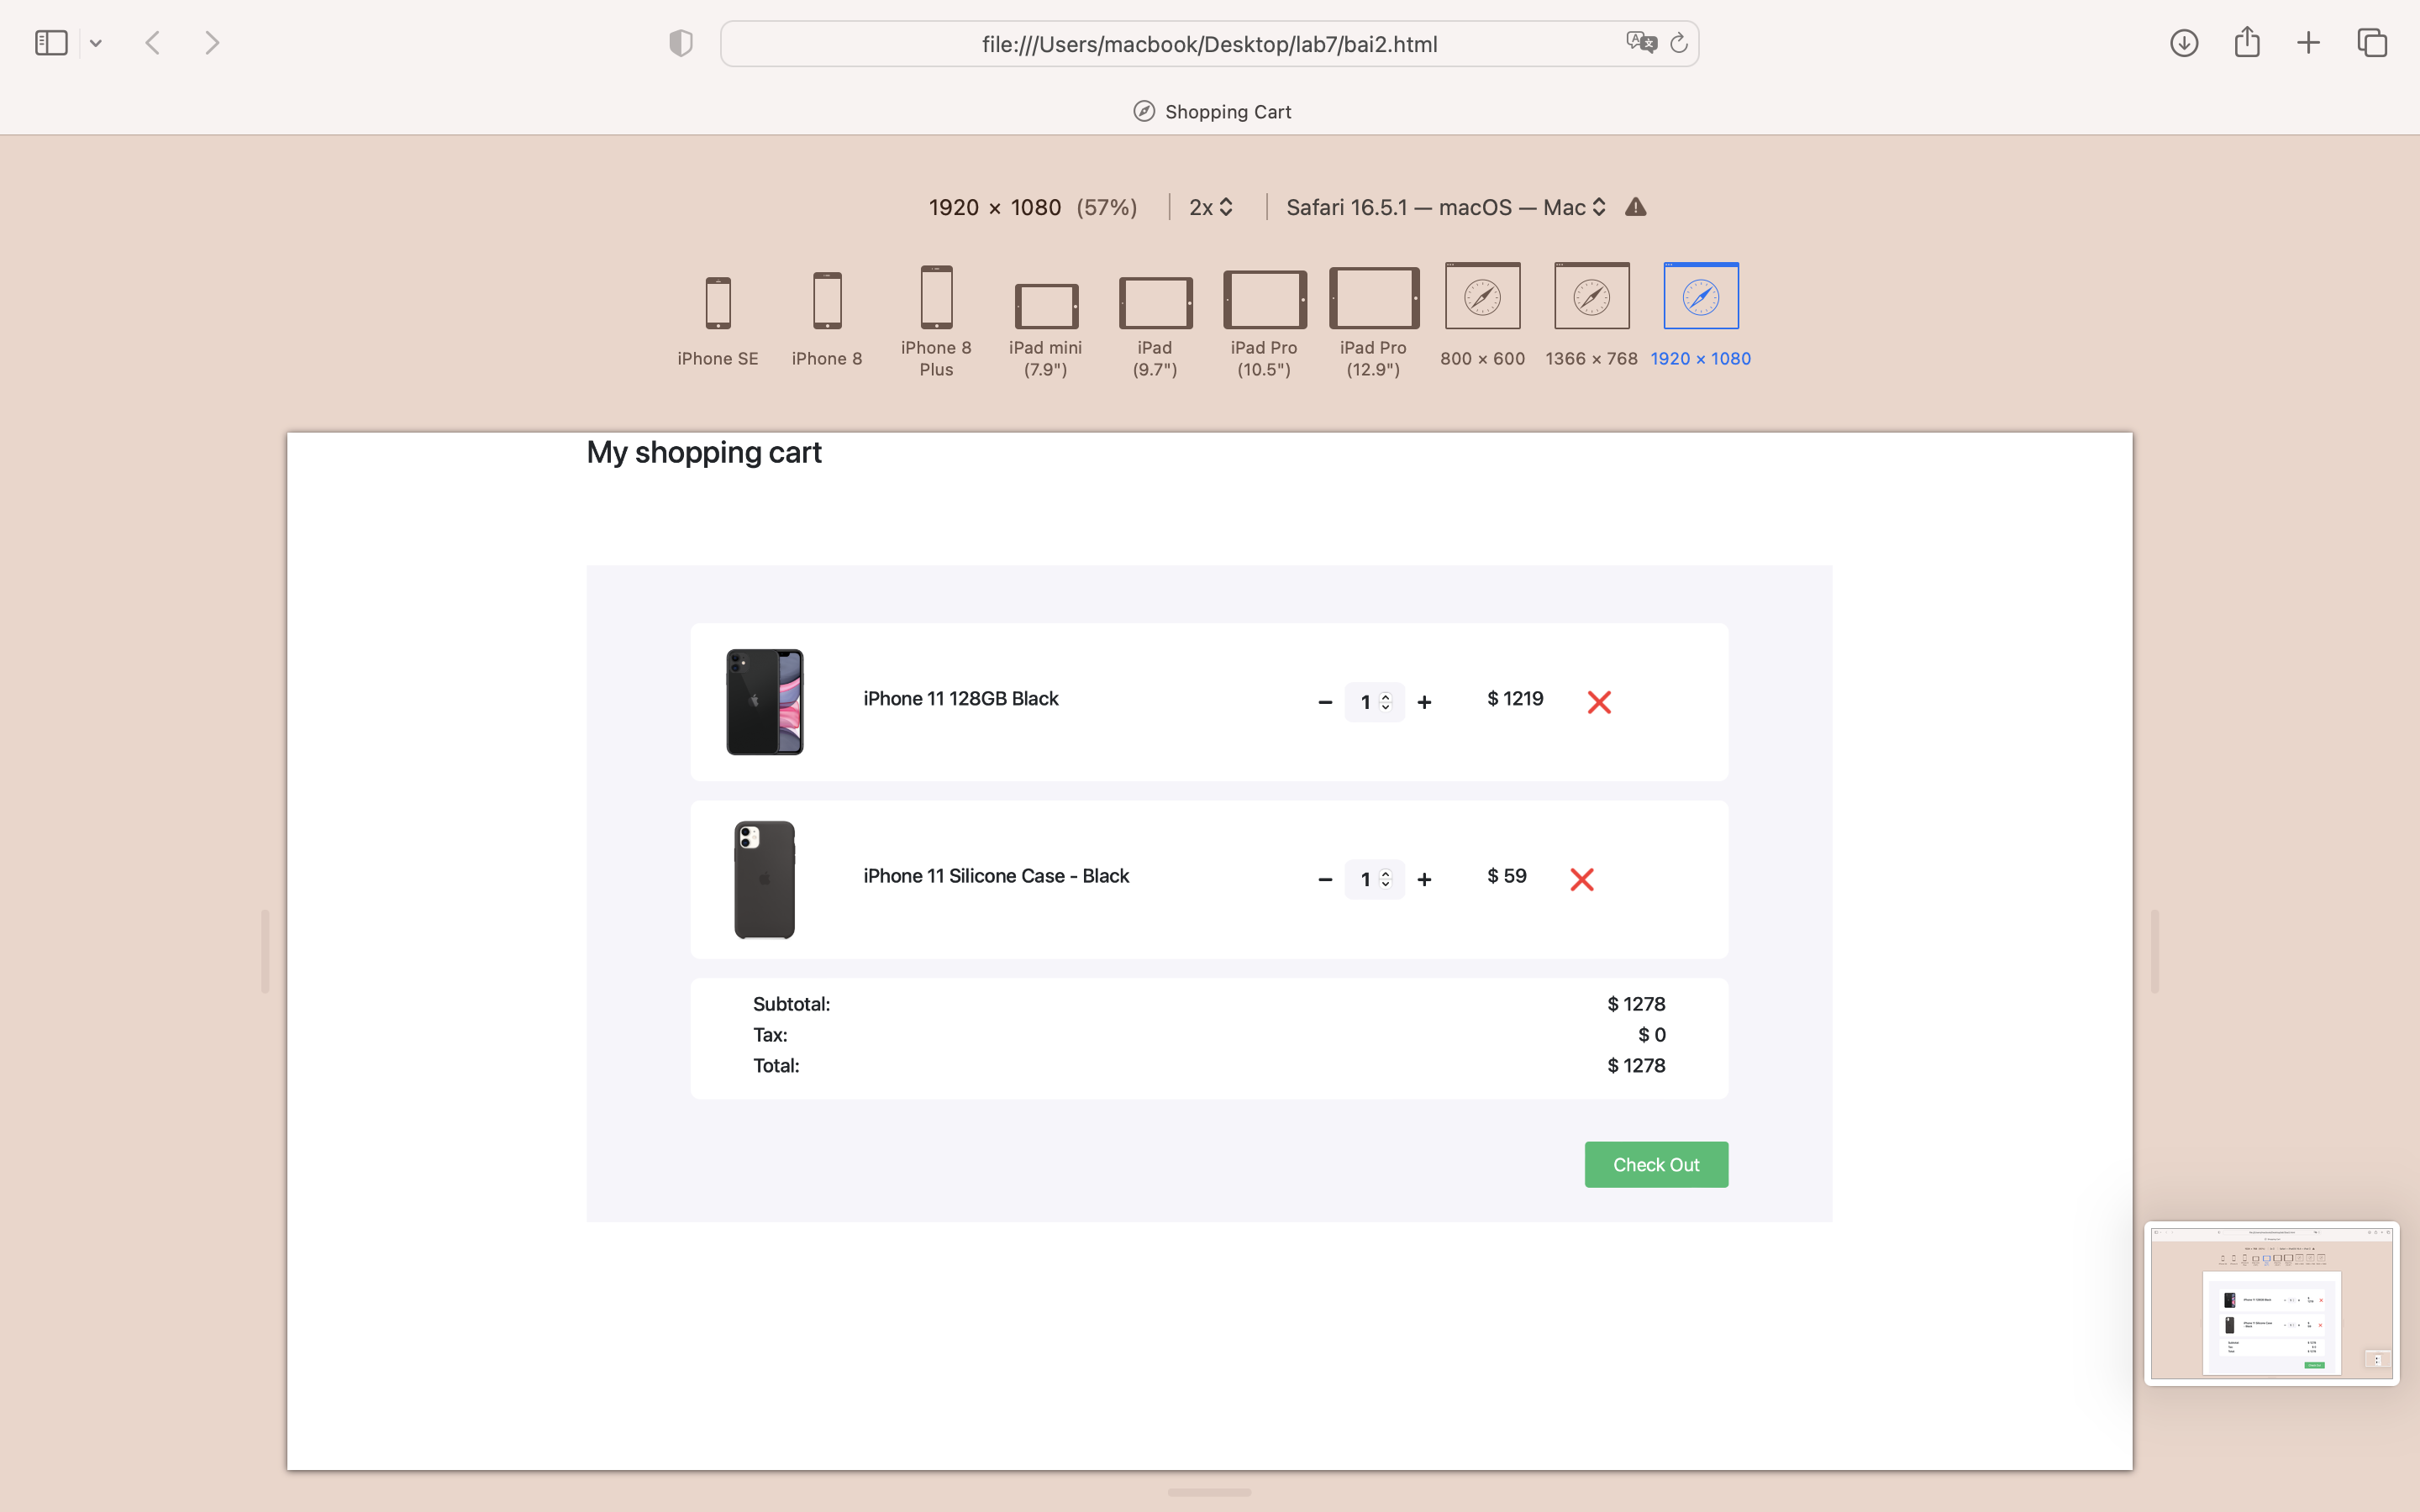 file:///Users/macbook/Desktop/lab7/bai2.html
Shopping Cart
1920 × 1080 (57%) 2x Safari 16.5.1 — macOS — Mac
iPhone SE
iPhone 8
iPhone 8
Plus
iPad mini
(7.9")
iPad
(9.7")
iPad Pro
(10.5")
iPad Pro
(12.9")
800 × 600
1366 × 768
1920 × 1080
My shopping cart
iPhone 11 128GB Black − 1 + $ 1219
iPhone 11 Silicone Case - Black − 1 + $ 59
Subtotal: $ 1278
Tax: $ 0
Total: $ 1278
Check Out